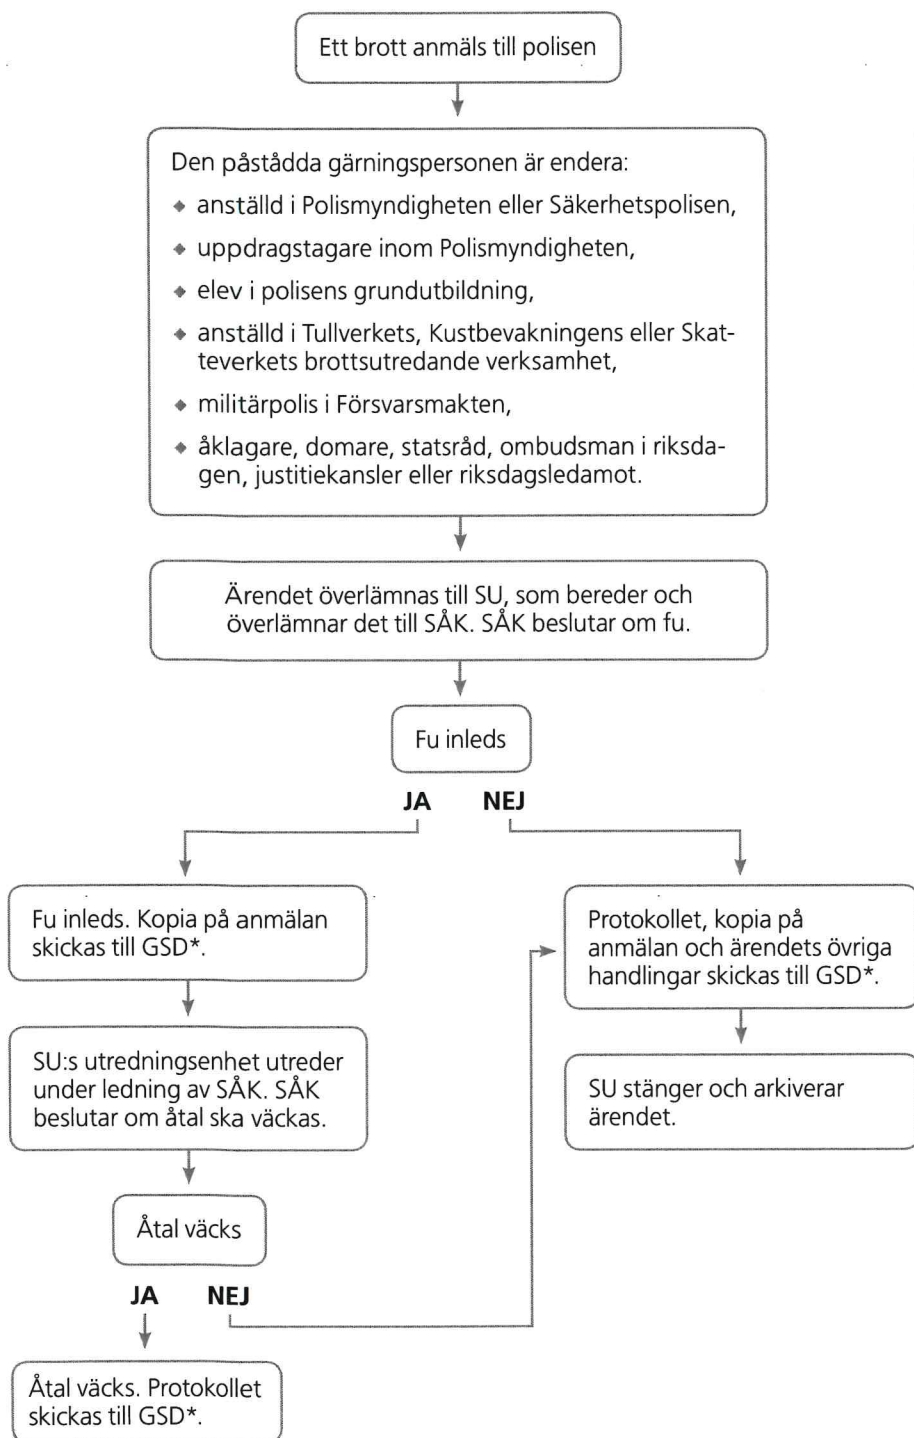 Ett brott anmäls till polisen
Den påstådda gärningspersonen är endera:
◆ anställd i Polismyndigheten eller Säkerhetspolisen,
◆ uppdragstagare inom Polismyndigheten,
◆ elev i polisens grundutbildning,
◆ anställd i Tullverkets, Kustbevakningens eller Skat-
teverkets brottsutredande verksamhet,
◆ militärpolis i Försvarsmakten,
◆ åklagare, domare, statsråd, ombudsman i riksda-
gen, justitiekansler eller riksdagsledamot.
Ärendet överlämnas till SU, som bereder och
överlämnar det till SÅK. SÅK beslutar om fu.
Fu inleds
JA NEJ
Fu inleds. Kopia på anmälan
skickas till GSD*.
SU:s utredningsenhet utreder
under ledning av SÅK. SÅK
beslutar om åtal ska väckas.
Åtal väcks
JA NEJ
Åtal väcks. Protokollet
skickas till GSD*.
Protokollet, kopia på
anmälan och ärendets övriga
handlingar skickas till GSD*.
SU stänger och arkiverar
ärendet.